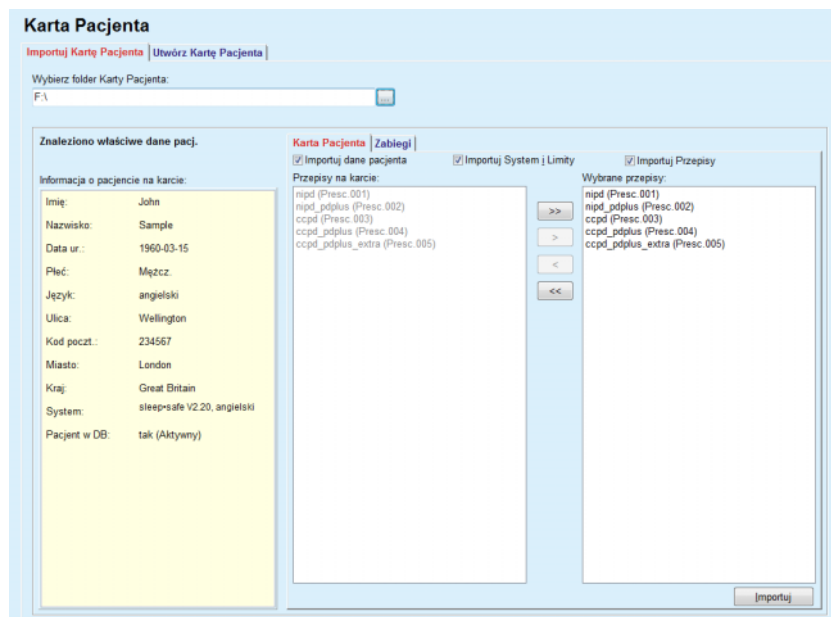 Karta Pacjenta
Importuj Kartę Pacjenta Utwórz Kartę Pacjenta
Wybierz folder Karty Pacjenta:
F:\
...
Znaleziono właściwe dane pacj.
Informacja o pacjencie na karcie:
Imię: John
Nazwisko: Sample
Data ur.: 1960-03-15
Płeć: Mężcz.
Język: angielski
Ulica: Wellington
Kod poczt.: 234567
Miasto: London
Kraj: Great Britain
System: sleep•safe V2.20, angielski
Pacjent w DB: tak (Aktywny)
Karta Pacjenta Zabiegi
Importuj dane pacjenta Importuj System i Limity Importuj Przepisy
Przepisy na karcie:
nipd (Presc.001)
nipd_pdplus (Presc.002)
ccpd (Presc.003)
ccpd_pdplus (Presc.004)
ccpd_pdplus_extra (Presc.005)
>>
>
<
<<
Wybrane przepisy:
nipd (Presc.001)
nipd_pdplus (Presc.002)
ccpd (Presc.003)
ccpd_pdplus (Presc.004)
ccpd_pdplus_extra (Presc.005)
Importuj